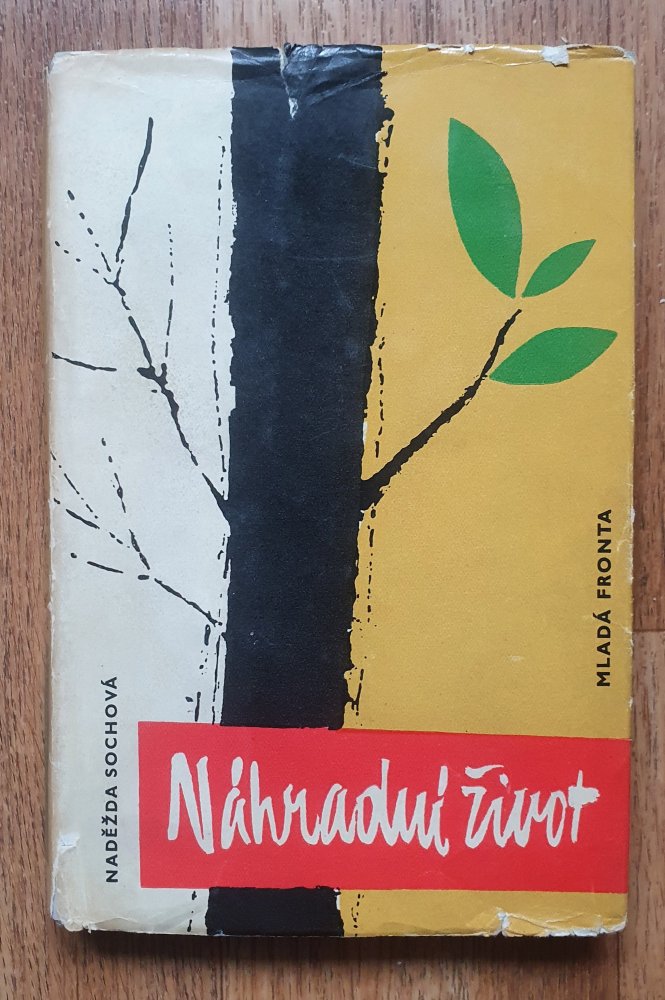 NADĚŽDA SOCHOVÁ
Náhradní život
MLADÁ FRONTA